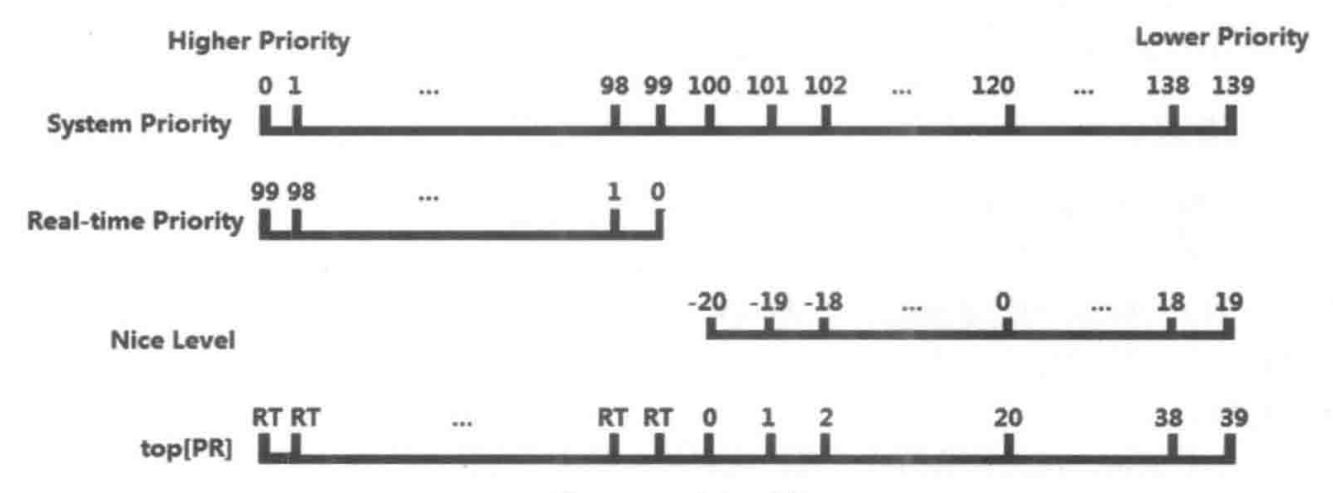 Higher Priority Lower Priority
0 1 ... 98 99 100 101 102 ... 120 ... 138 139
System Priority
99 98 ... 1 0
Real-time Priority
-20 -19 -18 ... 0 ... 18 19
Nice Level
RT RT ... RT RT 0 1 2 20 38 39
top[PR]